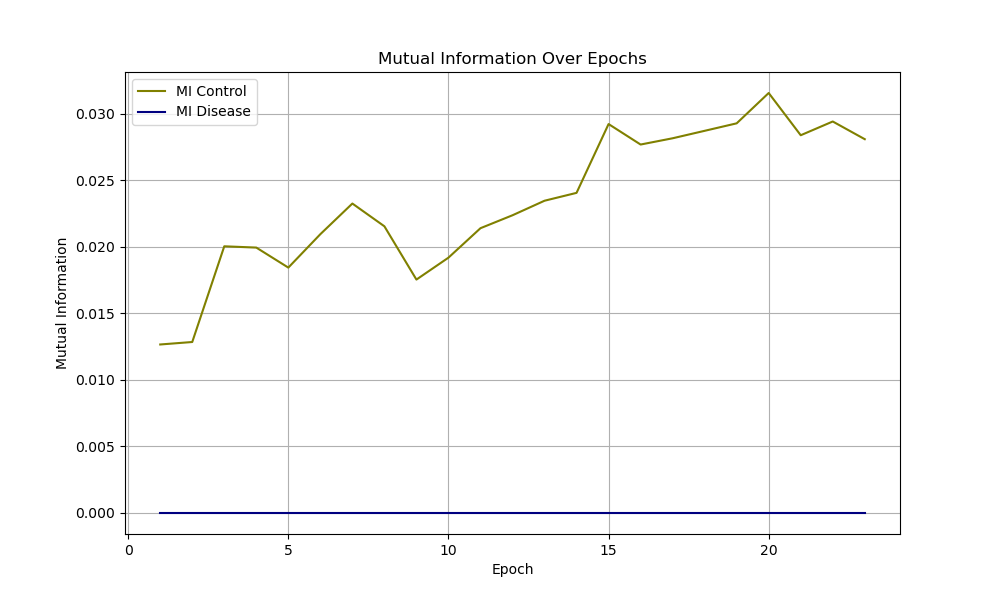 Mutual Information Over Epochs
MI Control
MI Disease
0.030
0.025
0.020
0.015
0.010
0.005
0.000
Mutual Information
0
5
10
15
20
Epoch